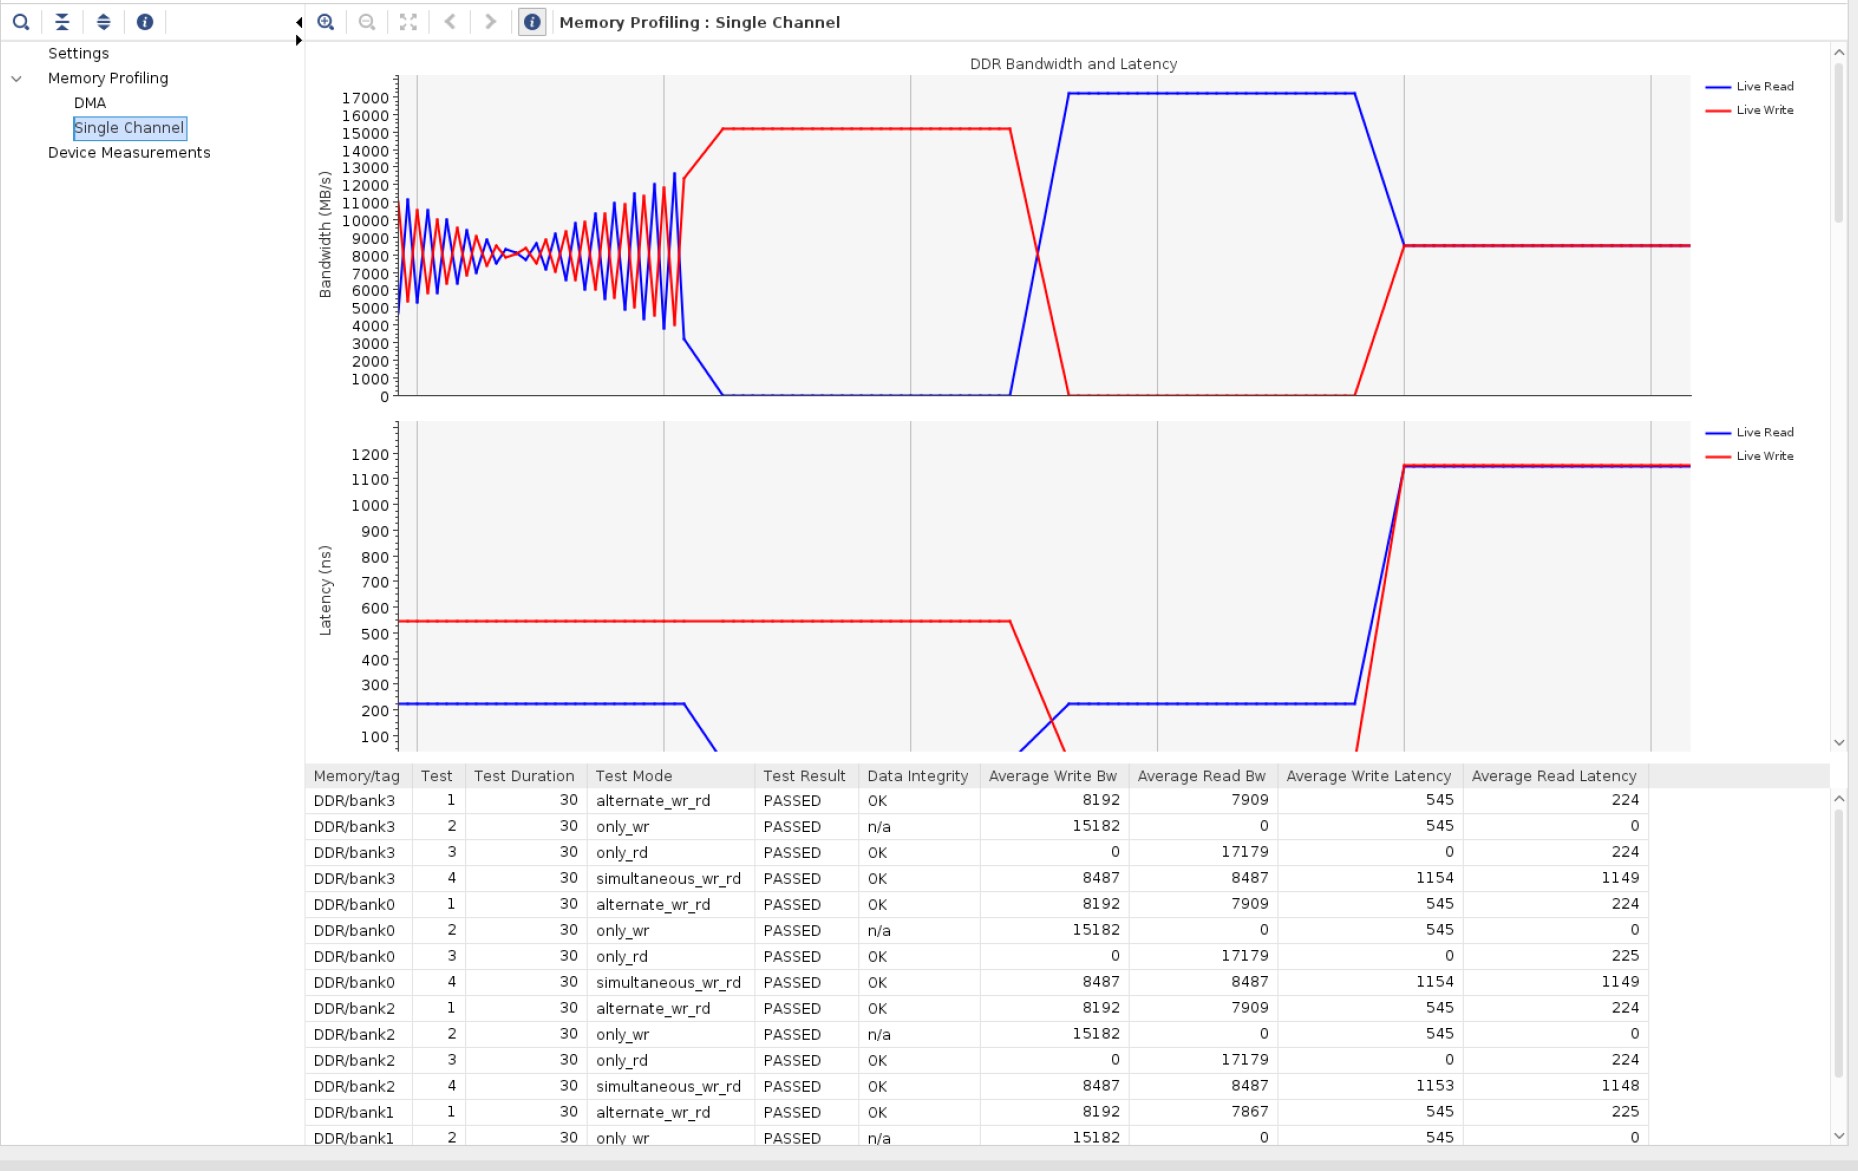 Memory Profiling : Single Channel
Settings
Memory Profiling
DMA
Single Channel
Device Measurements
DDR Bandwidth and Latency
Bandwidth (MB/s)
17000
16000
15000
14000
13000
12000
11000
10000
9000
8000
7000
6000
5000
4000
3000
2000
1000
0
Live Read
Live Write
Latency (ns)
1200
1100
1000
900
800
700
600
500
400
300
200
100
Live Read
Live Write
Memory/tag Test Test Duration Test Mode Test Result Data Integrity Average Write Bw Average Read Bw Average Write Latency Average Read Latency
DDR/bank3 1 30 alternate_wr_rd PASSED OK 8192 7909 545 224
DDR/bank3 2 30 only_wr PASSED n/a 15182 0 545 0
DDR/bank3 3 30 only_rd PASSED OK 0 17179 0 224
DDR/bank3 4 30 simultaneous_wr_rd PASSED OK 8487 8487 1154 1149
DDR/bank0 1 30 alternate_wr_rd PASSED OK 8192 7909 545 224
DDR/bank0 2 30 only_wr PASSED n/a 15182 0 545 0
DDR/bank0 3 30 only_rd PASSED OK 0 17179 0 225
DDR/bank0 4 30 simultaneous_wr_rd PASSED OK 8487 8487 1154 1149
DDR/bank2 1 30 alternate_wr_rd PASSED OK 8192 7909 545 224
DDR/bank2 2 30 only_wr PASSED n/a 15182 0 545 0
DDR/bank2 3 30 only_rd PASSED OK 0 17179 0 224
DDR/bank2 4 30 simultaneous_wr_rd PASSED OK 8487 8487 1153 1148
DDR/bank1 1 30 alternate_wr_rd PASSED OK 8192 7867 545 225
DDR/bank1 2 30 only_wr PASSED n/a 15182 0 545 0